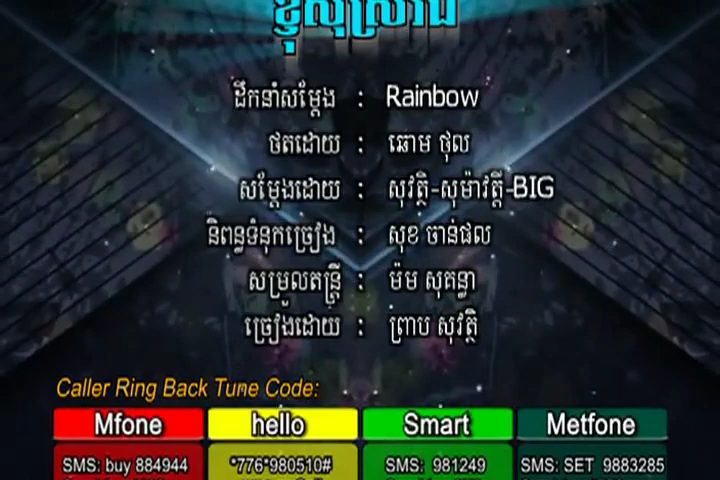 ដឹកនាំសម្តែង : Rainbow
ថតដោយ : ឆោម ថុល
សម្តែងដោយ : សុវត្ថិ-សុម៉ាវត្តី-BIG
និពន្ធទំនុកច្រៀង : សុខ ចាន់ផល
សម្រួលតន្ត្រី : ម៉ម សុគន្ធា
ច្រៀងដោយ : ព្រាប សុវត្ថិ
Caller Ring Back Tune Code:
Mfone hello Smart Metfone
SMS: buy 884944 *776*980510# SMS: 981249 SMS: SET 9883285